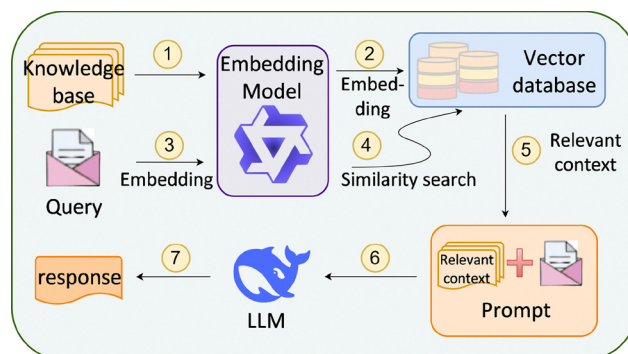 Knowledge
base
1
Embedding
Model
2
Embed-
ding
Vector
database
3
Embedding
Query
4
Similarity search
5
Relevant
context
response
7
LLM
6
Relevant
context
Prompt